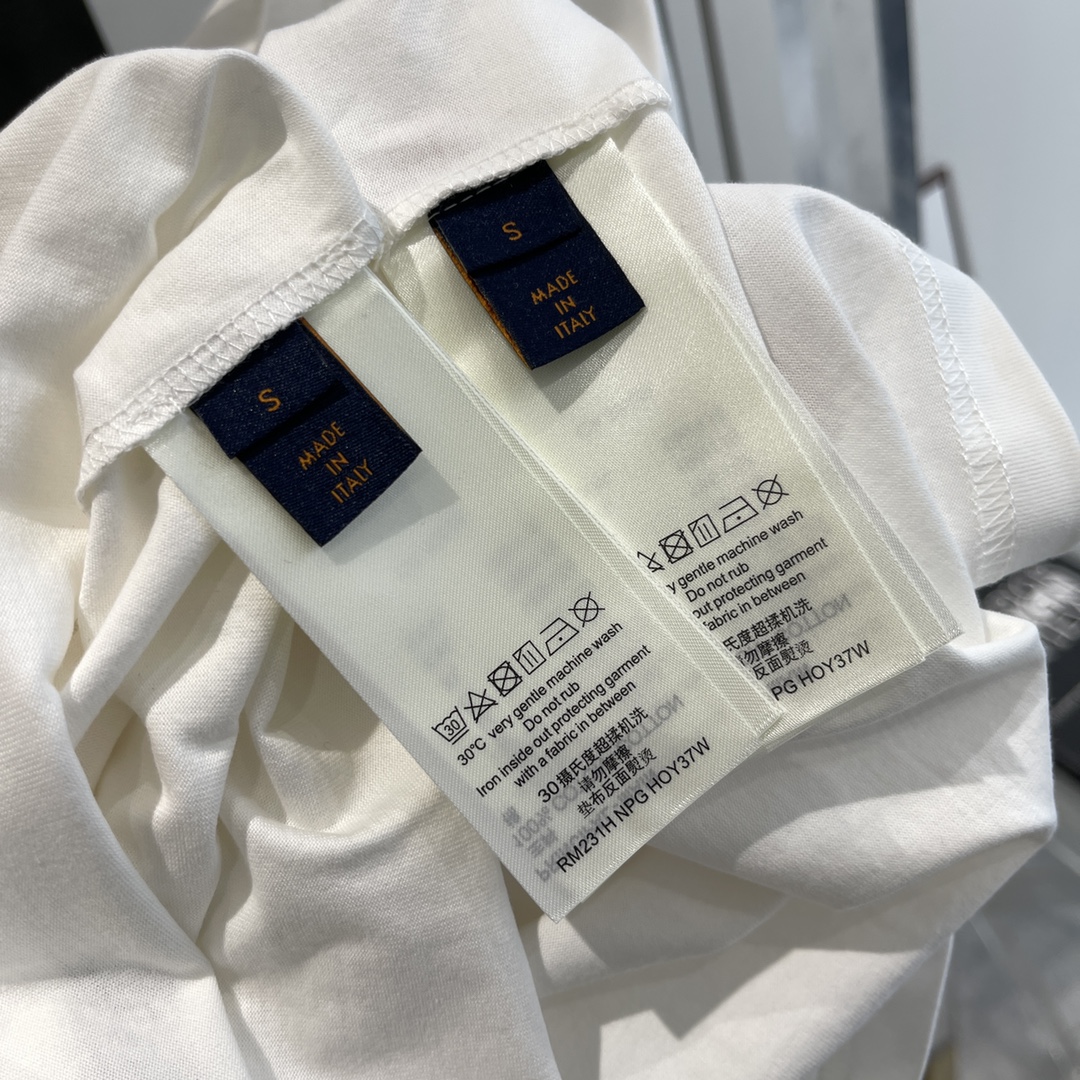 S
MADE
IN
ITALY
S
MADE
IN
ITALY
30
30°C very gentle machine wash
Do not rub
Iron inside out protecting garment
with a fabric in between
30摄氏度超揉机洗
请勿摩擦
垫布反面熨烫
RM231H NPG HOY37W
y gentle machine wash
Do not rub
out protecting garment
fabric in between
氏度超揉机洗
勿摩擦
反面熨烫
PG HOY37W